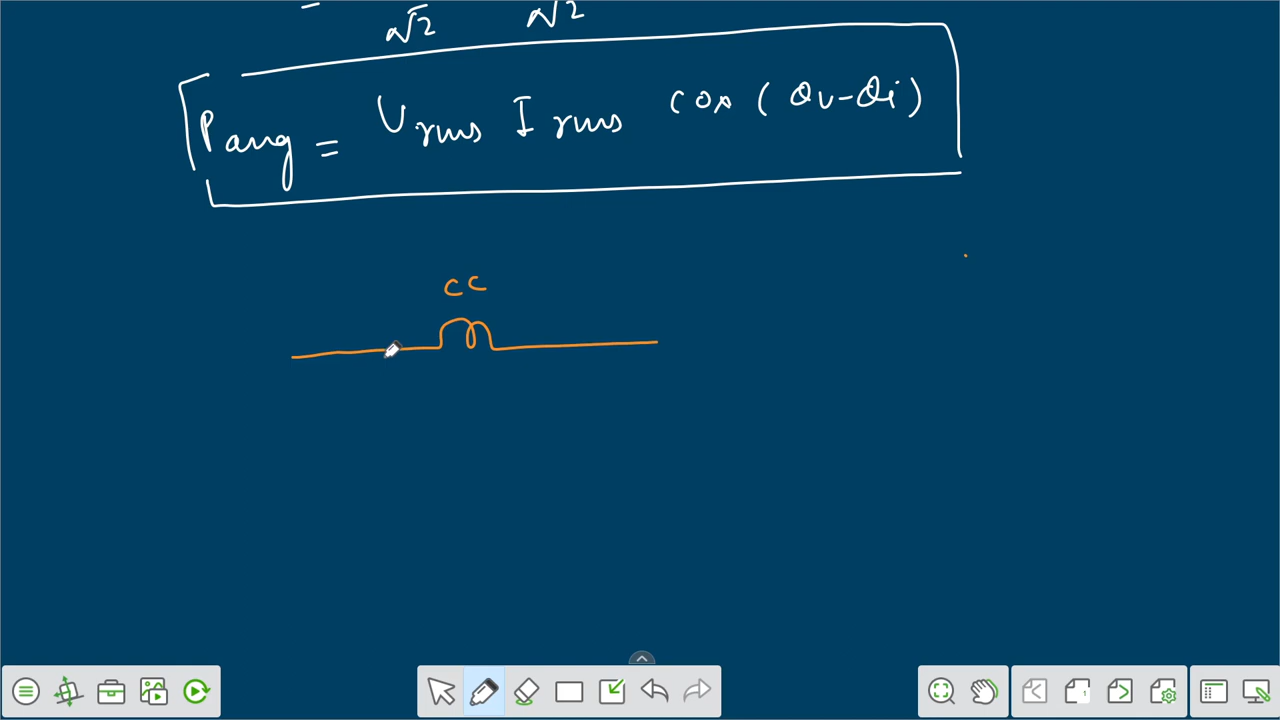 = √2 √2
Pavg = Vrms Irms cos (θv-θi)
CC